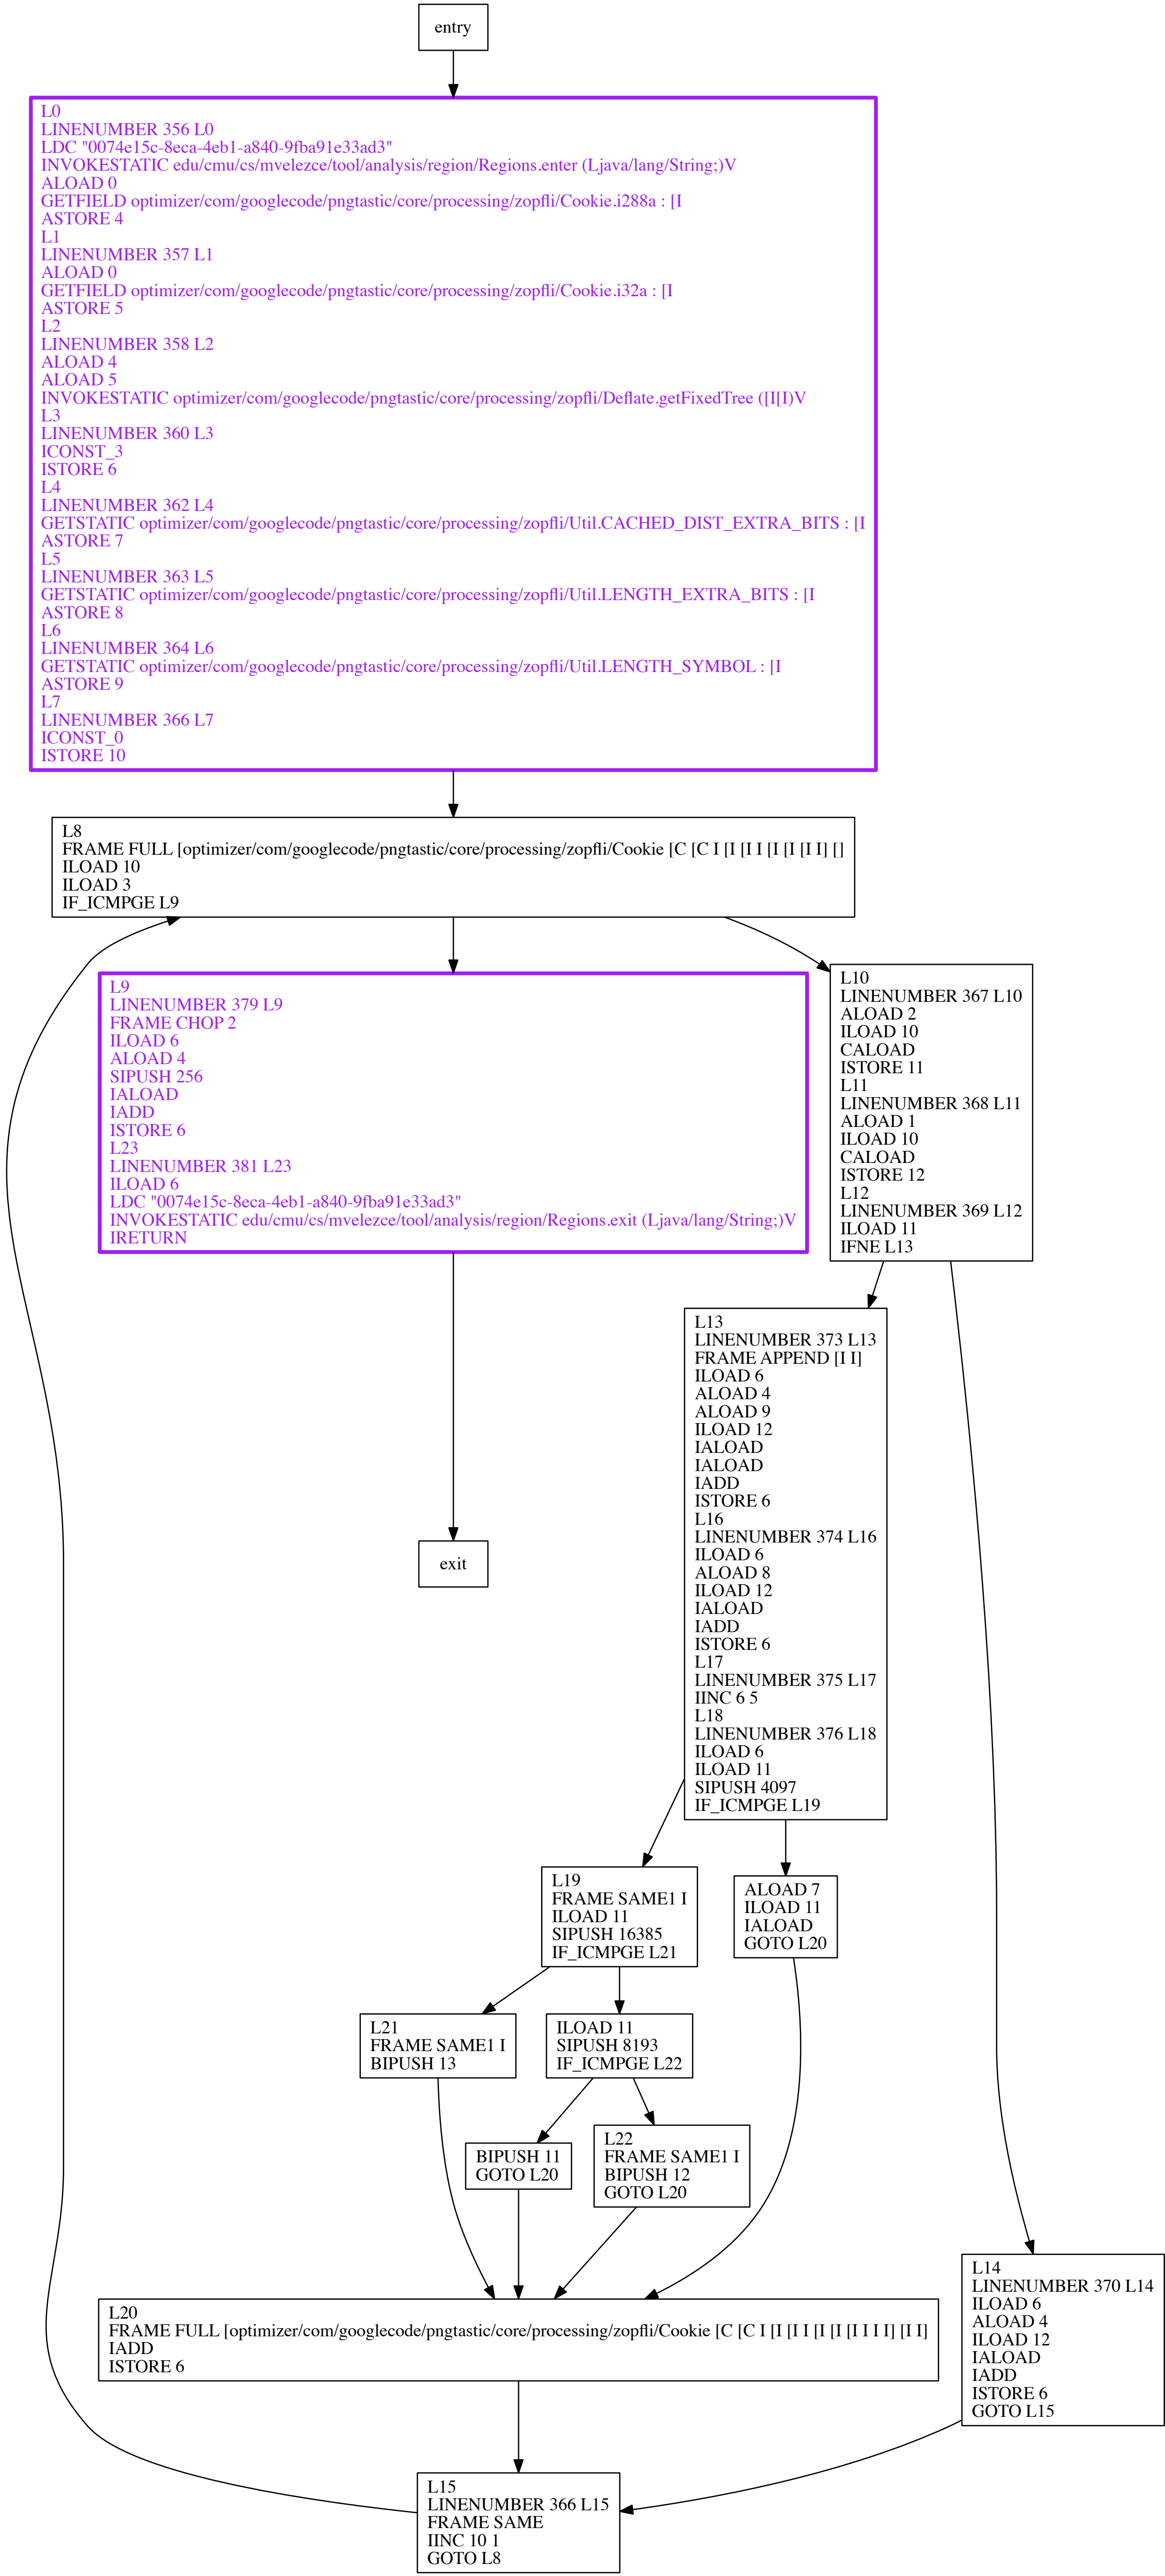 entry
L0
LINENUMBER 356 L0
LDC "0074e15c-8eca-4eb1-a840-9fba91e33ad3"
INVOKESTATIC edu/cmu/cs/mvelezce/tool/analysis/region/Regions.enter (Ljava/lang/String;)V
ALOAD 0
GETFIELD optimizer/com/googlecode/pngtastic/core/processing/zopfli/Cookie.i288a : [I
ASTORE 4
L1
LINENUMBER 357 L1
ALOAD 0
GETFIELD optimizer/com/googlecode/pngtastic/core/processing/zopfli/Cookie.i32a : [I
ASTORE 5
L2
LINENUMBER 358 L2
ALOAD 4
ALOAD 5
INVOKESTATIC optimizer/com/googlecode/pngtastic/core/processing/zopfli/Deflate.getFixedTree ([I[I)V
L3
LINENUMBER 360 L3
ICONST_3
ISTORE 6
L4
LINENUMBER 362 L4
GETSTATIC optimizer/com/googlecode/pngtastic/core/processing/zopfli/Util.CACHED_DIST_EXTRA_BITS : [I
ASTORE 7
L5
LINENUMBER 363 L5
GETSTATIC optimizer/com/googlecode/pngtastic/core/processing/zopfli/Util.LENGTH_EXTRA_BITS : [I
ASTORE 8
L6
LINENUMBER 364 L6
GETSTATIC optimizer/com/googlecode/pngtastic/core/processing/zopfli/Util.LENGTH_SYMBOL : [I
ASTORE 9
L7
LINENUMBER 366 L7
ICONST_0
ISTORE 10
L8
FRAME FULL [optimizer/com/googlecode/pngtastic/core/processing/zopfli/Cookie [C [C I [I [I I [I [I [I I] []
ILOAD 10
ILOAD 3
IF_ICMPGE L9
L9
LINENUMBER 379 L9
FRAME CHOP 2
ILOAD 6
ALOAD 4
SIPUSH 256
IALOAD
IADD
ISTORE 6
L23
LINENUMBER 381 L23
ILOAD 6
LDC "0074e15c-8eca-4eb1-a840-9fba91e33ad3"
INVOKESTATIC edu/cmu/cs/mvelezce/tool/analysis/region/Regions.exit (Ljava/lang/String;)V
IRETURN
L10
LINENUMBER 367 L10
ALOAD 2
ILOAD 10
CALOAD
ISTORE 11
L11
LINENUMBER 368 L11
ALOAD 1
ILOAD 10
CALOAD
ISTORE 12
L12
LINENUMBER 369 L12
ILOAD 11
IFNE L13
L13
LINENUMBER 373 L13
FRAME APPEND [I I]
ILOAD 6
ALOAD 4
ALOAD 9
ILOAD 12
IALOAD
IALOAD
IADD
ISTORE 6
L16
LINENUMBER 374 L16
ILOAD 6
ALOAD 8
ILOAD 12
IALOAD
IADD
ISTORE 6
L17
LINENUMBER 375 L17
IINC 6 5
L18
LINENUMBER 376 L18
ILOAD 6
ILOAD 11
SIPUSH 4097
IF_ICMPGE L19
exit
L19
FRAME SAME1 I
ILOAD 11
SIPUSH 16385
IF_ICMPGE L21
ALOAD 7
ILOAD 11
IALOAD
GOTO L20
L21
FRAME SAME1 I
BIPUSH 13
ILOAD 11
SIPUSH 8193
IF_ICMPGE L22
BIPUSH 11
GOTO L20
L22
FRAME SAME1 I
BIPUSH 12
GOTO L20
L14
LINENUMBER 370 L14
ILOAD 6
ALOAD 4
ILOAD 12
IALOAD
IADD
ISTORE 6
GOTO L15
L20
FRAME FULL [optimizer/com/googlecode/pngtastic/core/processing/zopfli/Cookie [C [C I [I [I I [I [I [I I I I] [I I]
IADD
ISTORE 6
L15
LINENUMBER 366 L15
FRAME SAME
IINC 10 1
GOTO L8